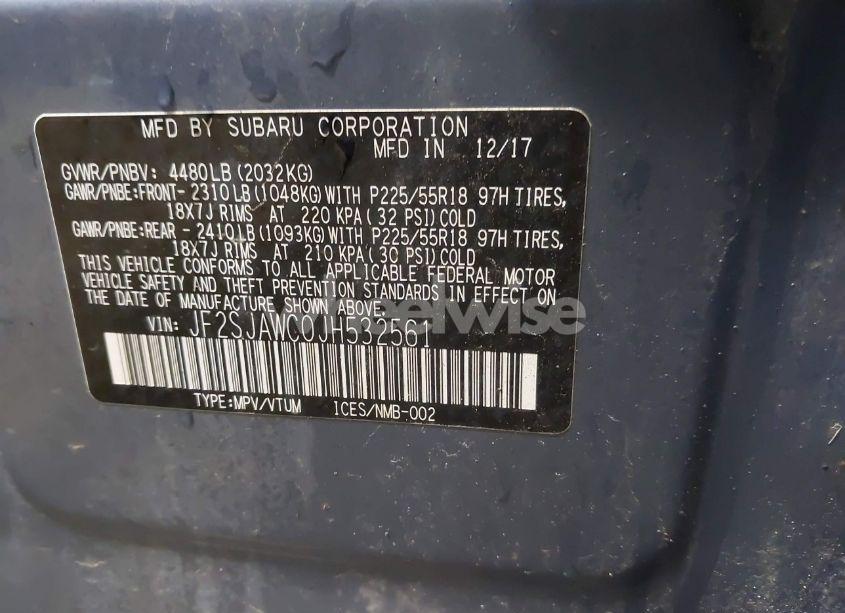 MFD BY SUBARU CORPORATION
MFD IN 12/17
GVWR/PNBV: 4480LB (2032KG)
GAWR/PNBE:FRONT- 2310LB (1048KG) WITH P225/55R18 97H TIRES,
18X7J RIMS AT 220 KPA ( 32 PSI) COLD
GAWR/PNBE:REAR - 2410LB (1093KG) WITH P225/55R18 97H TIRES,
18X7J RIMS AT 210 KPA ( 30 PSI) COLD
THIS VEHICLE CONFORMS TO ALL APPLICABLE FEDERAL MOTOR
VEHICLE SAFETY AND THEFT PREVENTION STANDARDS IN EFFECT ON
THE DATE OF MANUFACTURE SHOWN ABOVE.
VIN: JF2SJAWC0JH532561
TYPE:MPV/VTUM ICES/NMB-002